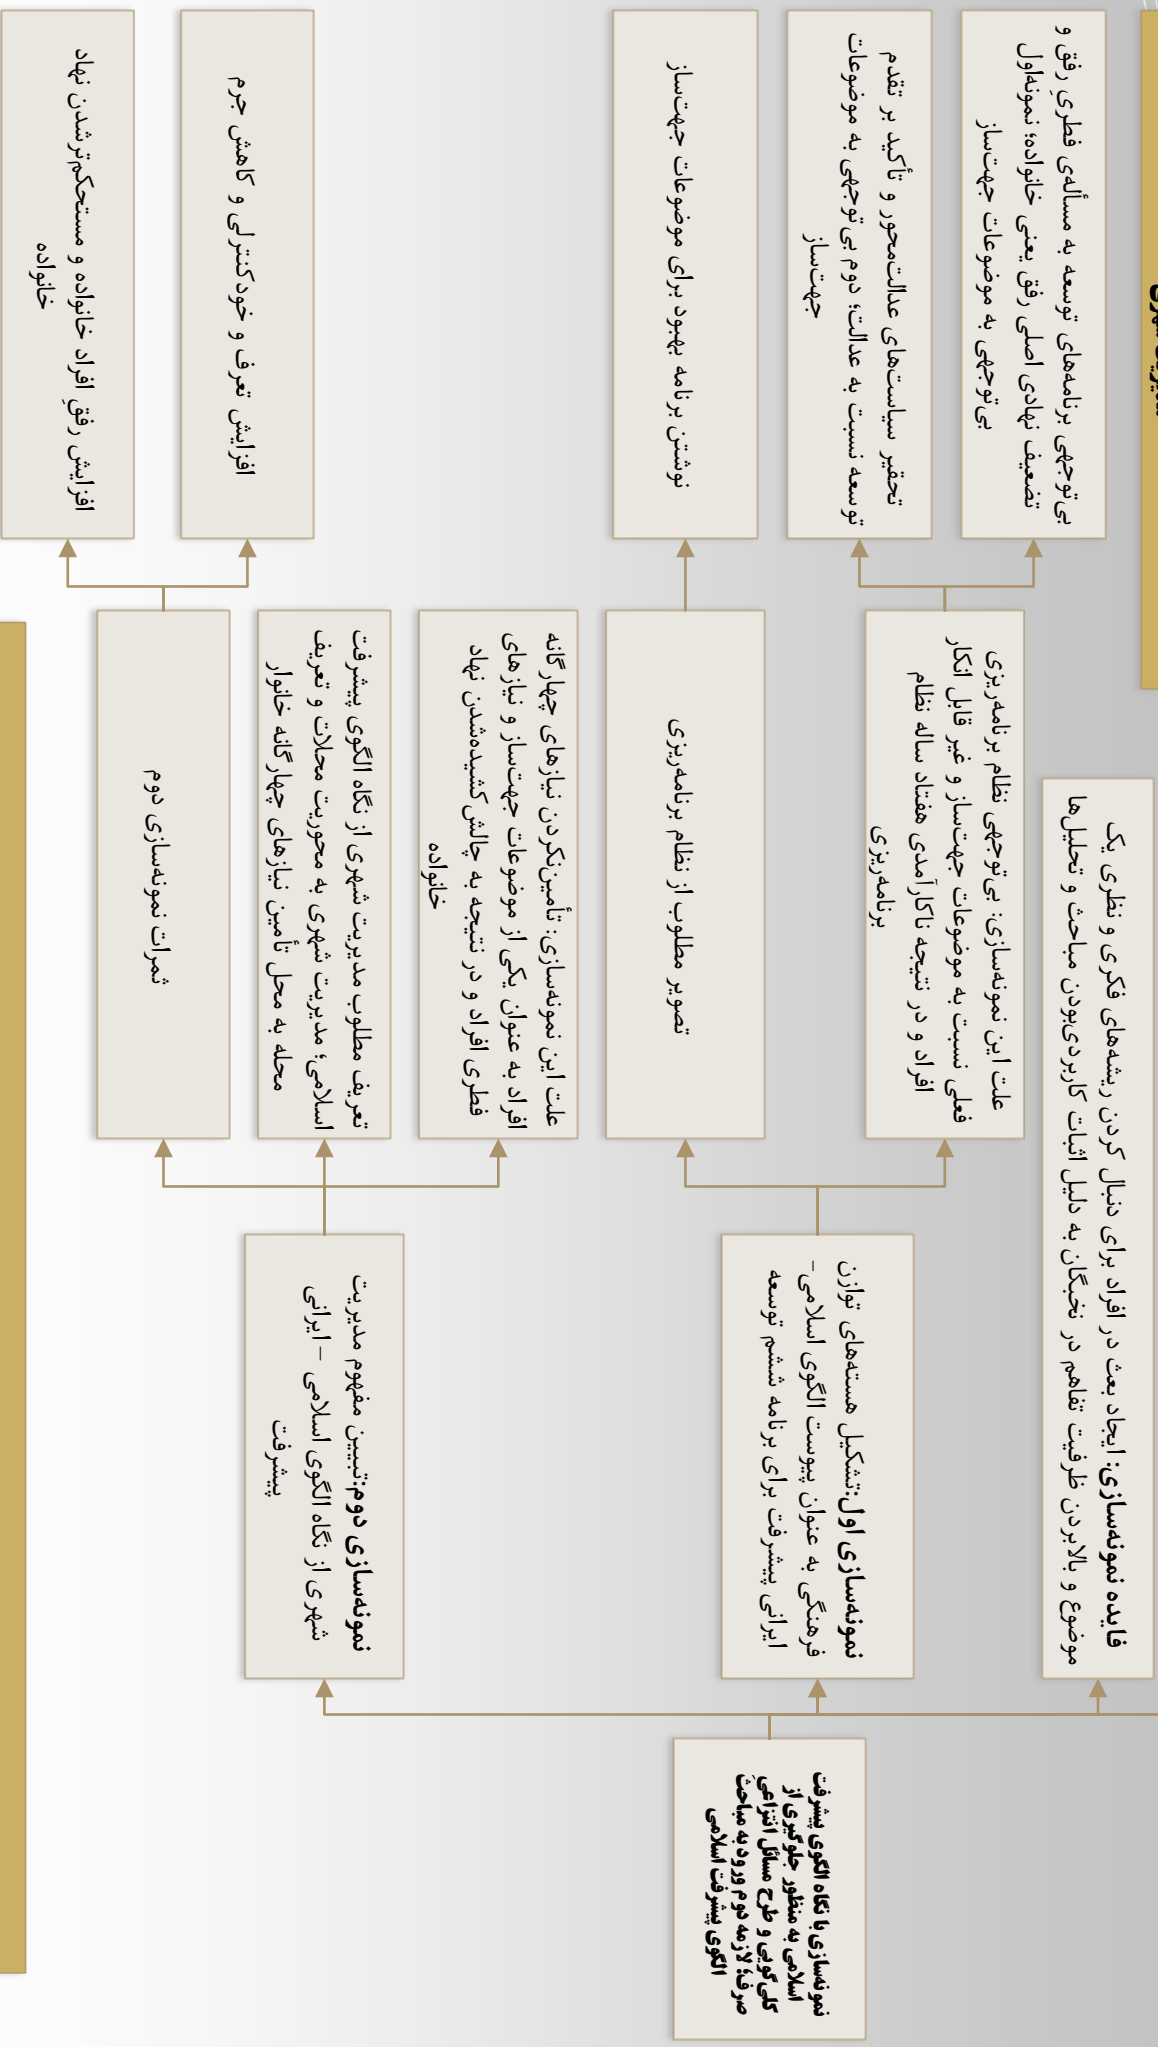 نمونه‌سازی با نگاه الگوی پیشرفت
اسلامی به منظور جلوگیری از
کلی‌گویی و طرح مسائل انتزاعیِ
صرف؛ لازمه دوم ورود به مباحث
الگوی پیشرفت اسلامی
فایده نمونه‌سازی: ایجاد بعث در افراد برای دنبال کردن ریشه‌های فکری و نظری یک
موضوع و بالابردن ظرفیت تفاهم در نخبگان به دلیل اثبات کاربردی‌بودن مباحث و تحلیل‌ها
نمونه‌سازی اول:تشکیل هسته‌های توازن
فرهنگی به عنوان پیوست الگوی اسلامی-
ایرانی پیشرفت برای برنامه ششم توسعه
علت این نمونه‌سازی: بی‌توجهی نظام برنامه‌ریزی
فعلی نسبت به موضوعات جهت‌ساز و غیر قابل انکار
افراد و در نتیجه ناکارآمدی هفتاد ساله نظام
برنامه‌ریزی
بی‌توجهی برنامه‌های توسعه به مسأله‌ی فطریِ رفق و
تضعیف نهادی اصلی رفق یعنی خانواده؛ نمونه‌اول
بی‌توجهی به موضوعات جهت‌ساز
تحقیر سیاست‌های عدالت‌محور و تأکید بر تقدم
توسعه نسبت به عدالت؛ دوم بی‌توجهی به موضوعات
جهت‌ساز
تصویر مطلوب از نظام برنامه‌ریزی
نوشتن برنامه بهبود برای موضوعات جهت‌ساز
نمونه‌سازی دوم:تبیین مفهوم مدیریت
شهری از نگاه الگوی اسلامی – ایرانی
پیشرفت
علت این نمونه‌سازی: تأمین‌نکردن نیازهای چهارگانه
افراد به عنوان یکی از موضوعات جهت‌ساز و نیازهای
فطری افراد و در نتیجه به چالش کشیده‌شدن نهاد
خانواده
تعریف مطلوب مدیریت شهری از نگاه الگوی پیشرفت
اسلامی؛ مدیریت شهری به محوریت محلات و تعریف
محله به محل تأمین نیازهای چهارگانه خانوار
ثمرات نمونه‌سازی دوم
افزایش تعرف و خودکنترلی و کاهش جرم
افزایش رفقِ افراد خانواده و مستحکم‌ترشدن نهاد
خانواده